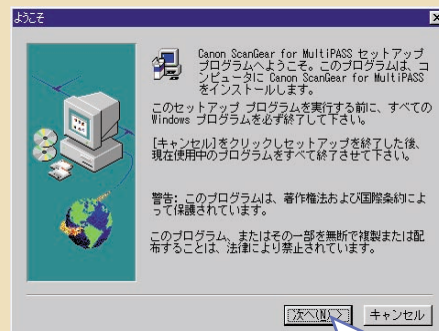 ようこそ
Canon ScanGear for MultiPASS セットアップ
プログラムへようこそ。このプログラムは、コ
ンピュータに Canon ScanGear for MultiPASS
をインストールします。
このセットアップ プログラムを実行する前に、すべての
Windows プログラムを必ず終了して下さい。
[キャンセル]をクリックしセットアップを終了した後、
現在使用中のプログラムをすべて終了させて下さい。
警告: このプログラムは、著作権法および国際条約によ
って保護されています。
このプログラム、またはその一部を無断で複製または配
布することは、法律により禁止されています。
次へ(N) >
キャンセル